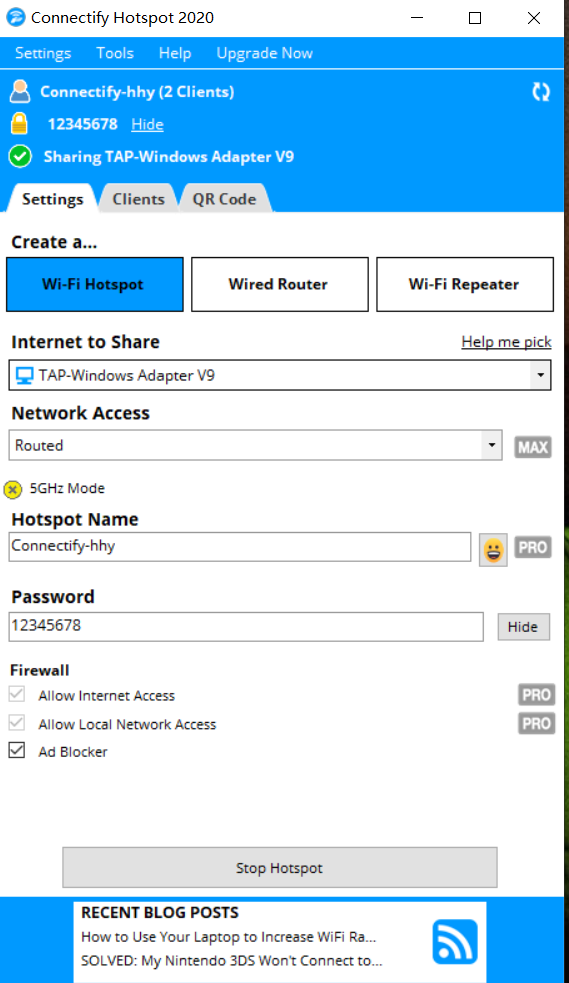 Connectify Hotspot 2020
Settings Tools Help Upgrade Now
Connectify-hhy (2 Clients)
12345678 Hide
Sharing TAP-Windows Adapter V9
Settings Clients QR Code
Create a...
Wi-Fi Hotspot Wired Router Wi-Fi Repeater
Internet to Share Help me pick
TAP-Windows Adapter V9
Network Access
Routed MAX
5GHz Mode
Hotspot Name
Connectify-hhy PRO
Password
12345678 Hide
Firewall
Allow Internet Access PRO
Allow Local Network Access PRO
Ad Blocker
Stop Hotspot
RECENT BLOG POSTS
How to Use Your Laptop to Increase WiFi Ra...
SOLVED: My Nintendo 3DS Won't Connect to...